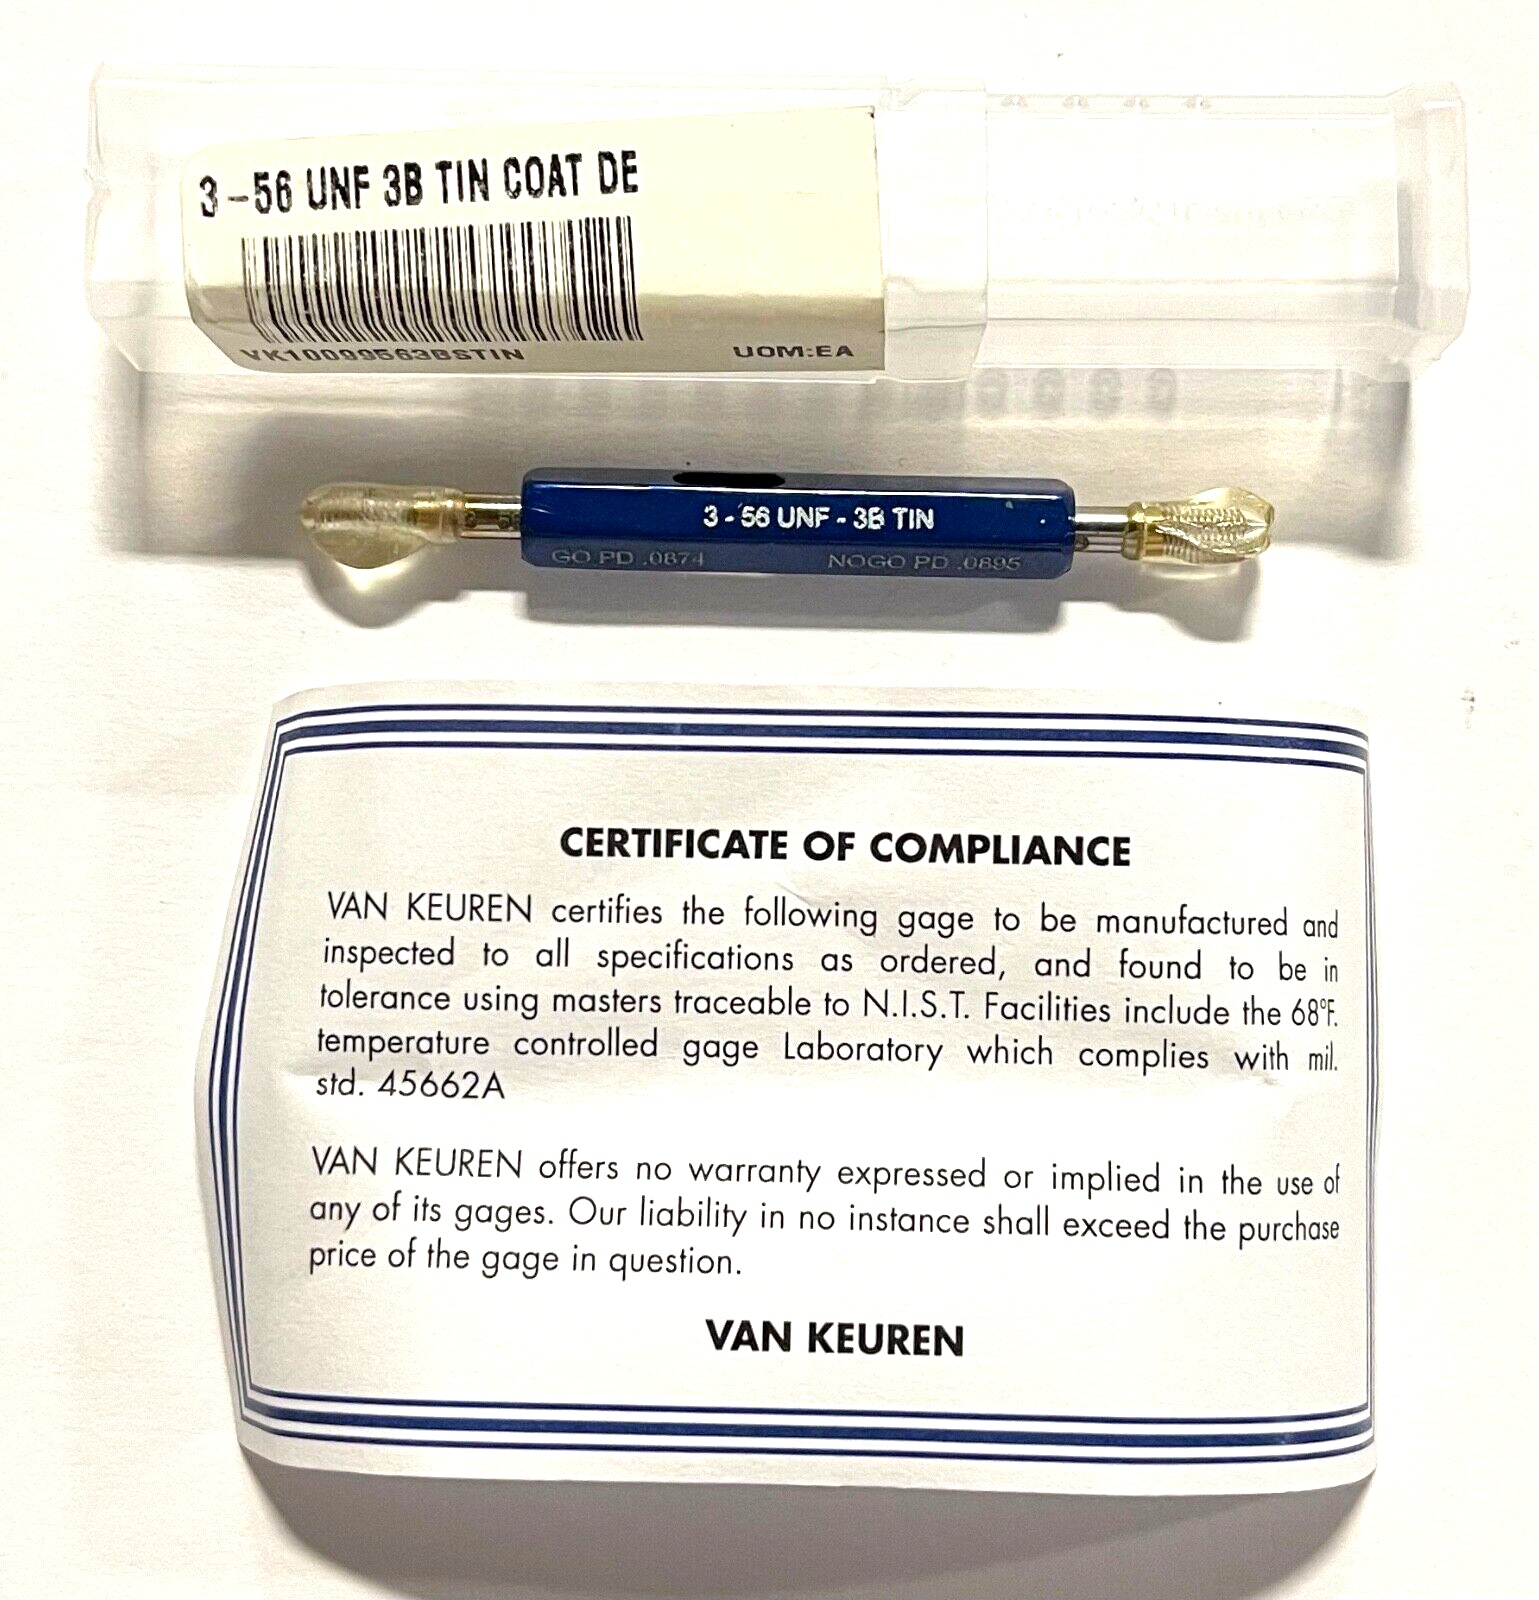 3-56 UNF 3B TIN COAT DE
VK10099563BSTIN UOM:EA
3 - 56 UNF - 3B TIN
GO PD .0874 NOGO PD .0895
CERTIFICATE OF COMPLIANCE
VAN KEUREN certifies the following gage to be manufactured and
inspected to all specifications as ordered, and found to be in
tolerance using masters traceable to N.I.S.T. Facilities include the 68°F.
temperature controlled gage Laboratory which complies with mil.
std. 45662A
VAN KEUREN offers no warranty expressed or implied in the use of
any of its gages. Our liability in no instance shall exceed the purchase
price of the gage in question.
VAN KEUREN